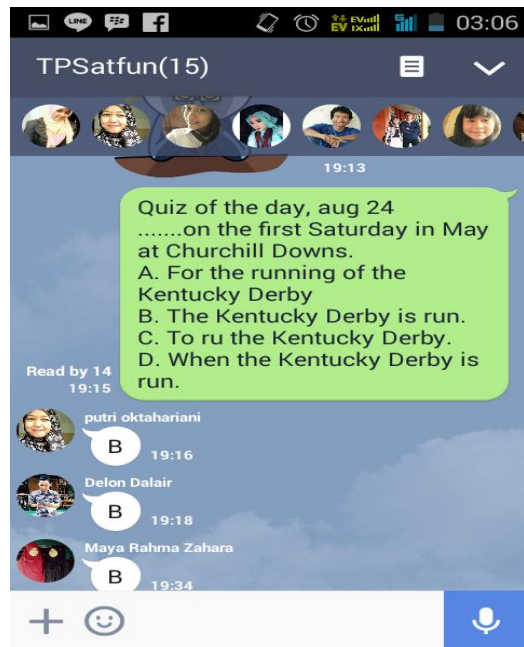 LINE
03:06
TPSatfun(15)
19:13
Quiz of the day, aug 24
.......on the first Saturday in May
at Churchill Downs.
A. For the running of the
Kentucky Derby
B. The Kentucky Derby is run.
C. To ru the Kentucky Derby.
D. When the Kentucky Derby is
run.
Read by 14
19:15
putri oktahariani
B
19:16
Delon Dalair
B
19:18
Maya Rahma Zahara
B
19:34